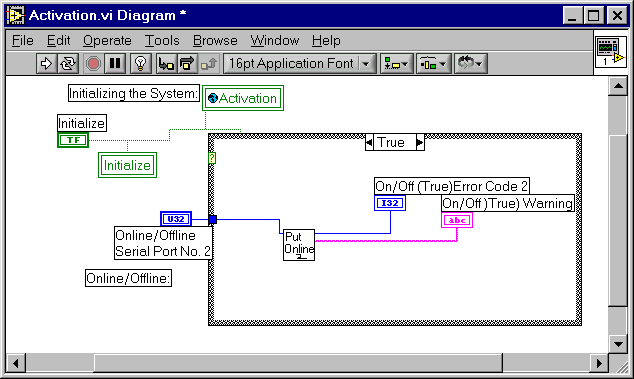 Activation.vi Diagram *
File Edit Operate Tools Browse Window Help
16pt Application Font
1
Initializing the System:
Activation
Initialize
TF
Initialize
True
?
On/Off (True)Error Code 2
I32
On/Off )True) Warning
abc
U32
Put
Online
2
Online/Offline
Serial Port No. 2
Online/Offline: